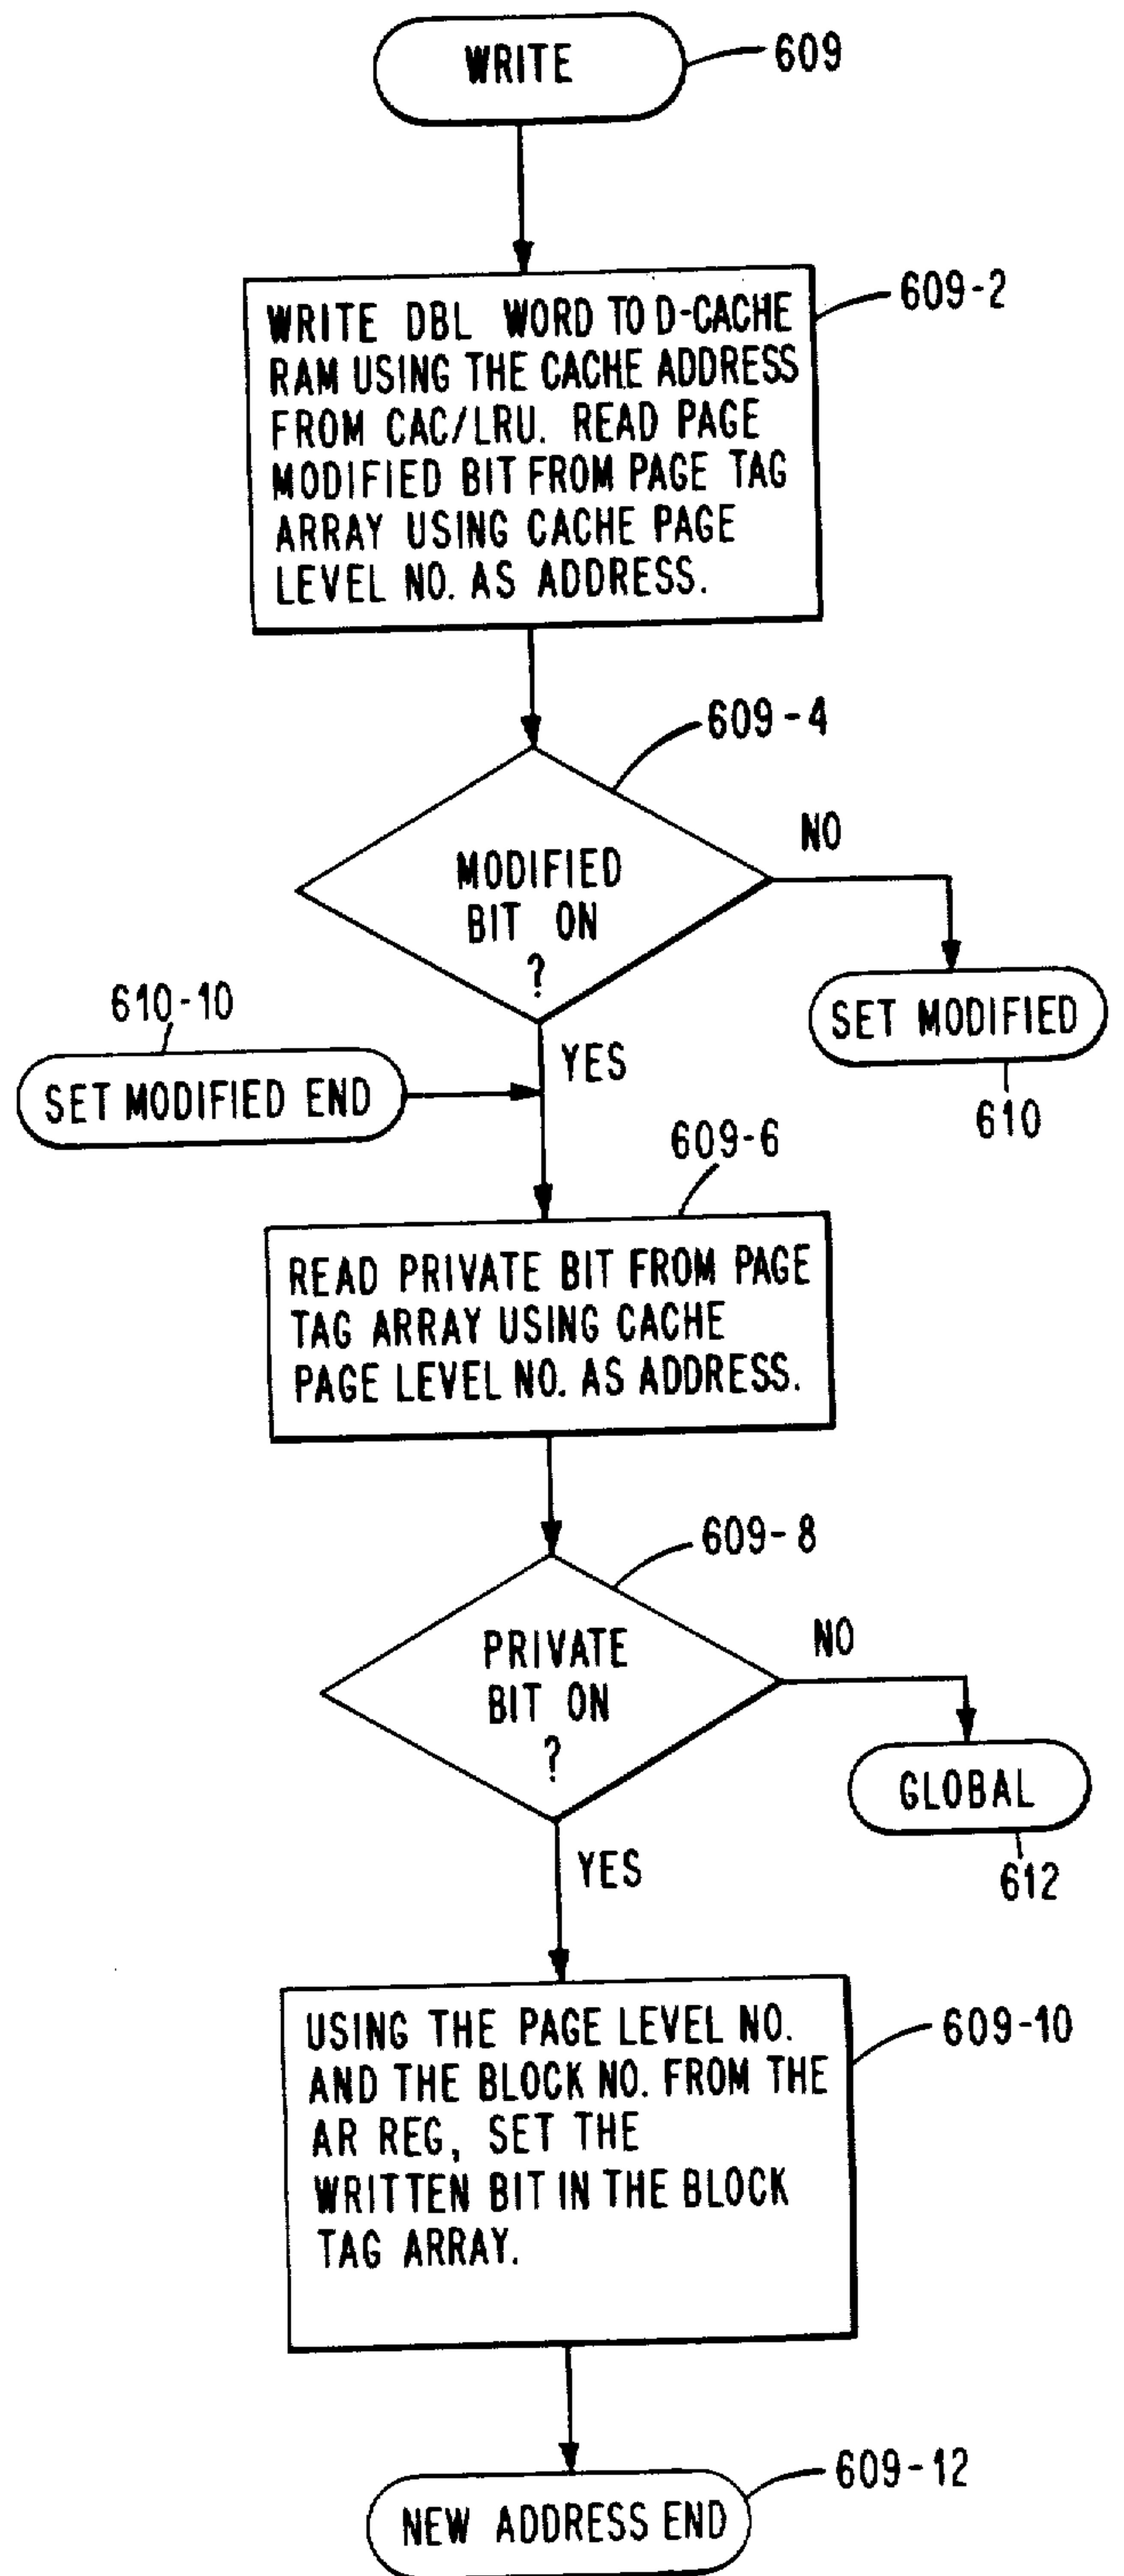 WRITE
609
WRITE DBL WORD TO D-CACHE
RAM USING THE CACHE ADDRESS
FROM CAC/LRU. READ PAGE
MODIFIED BIT FROM PAGE TAG
ARRAY USING CACHE PAGE
LEVEL NO. AS ADDRESS.
609-2
609-4
MODIFIED
BIT ON
?
NO
SET MODIFIED
610
YES
610-10
SET MODIFIED END
609-6
READ PRIVATE BIT FROM PAGE
TAG ARRAY USING CACHE
PAGE LEVEL NO. AS ADDRESS.
609-8
PRIVATE
BIT ON
?
NO
GLOBAL
612
YES
USING THE PAGE LEVEL NO.
AND THE BLOCK NO. FROM THE
AR REG, SET THE
WRITTEN BIT IN THE BLOCK
TAG ARRAY.
609-10
609-12
NEW ADDRESS END